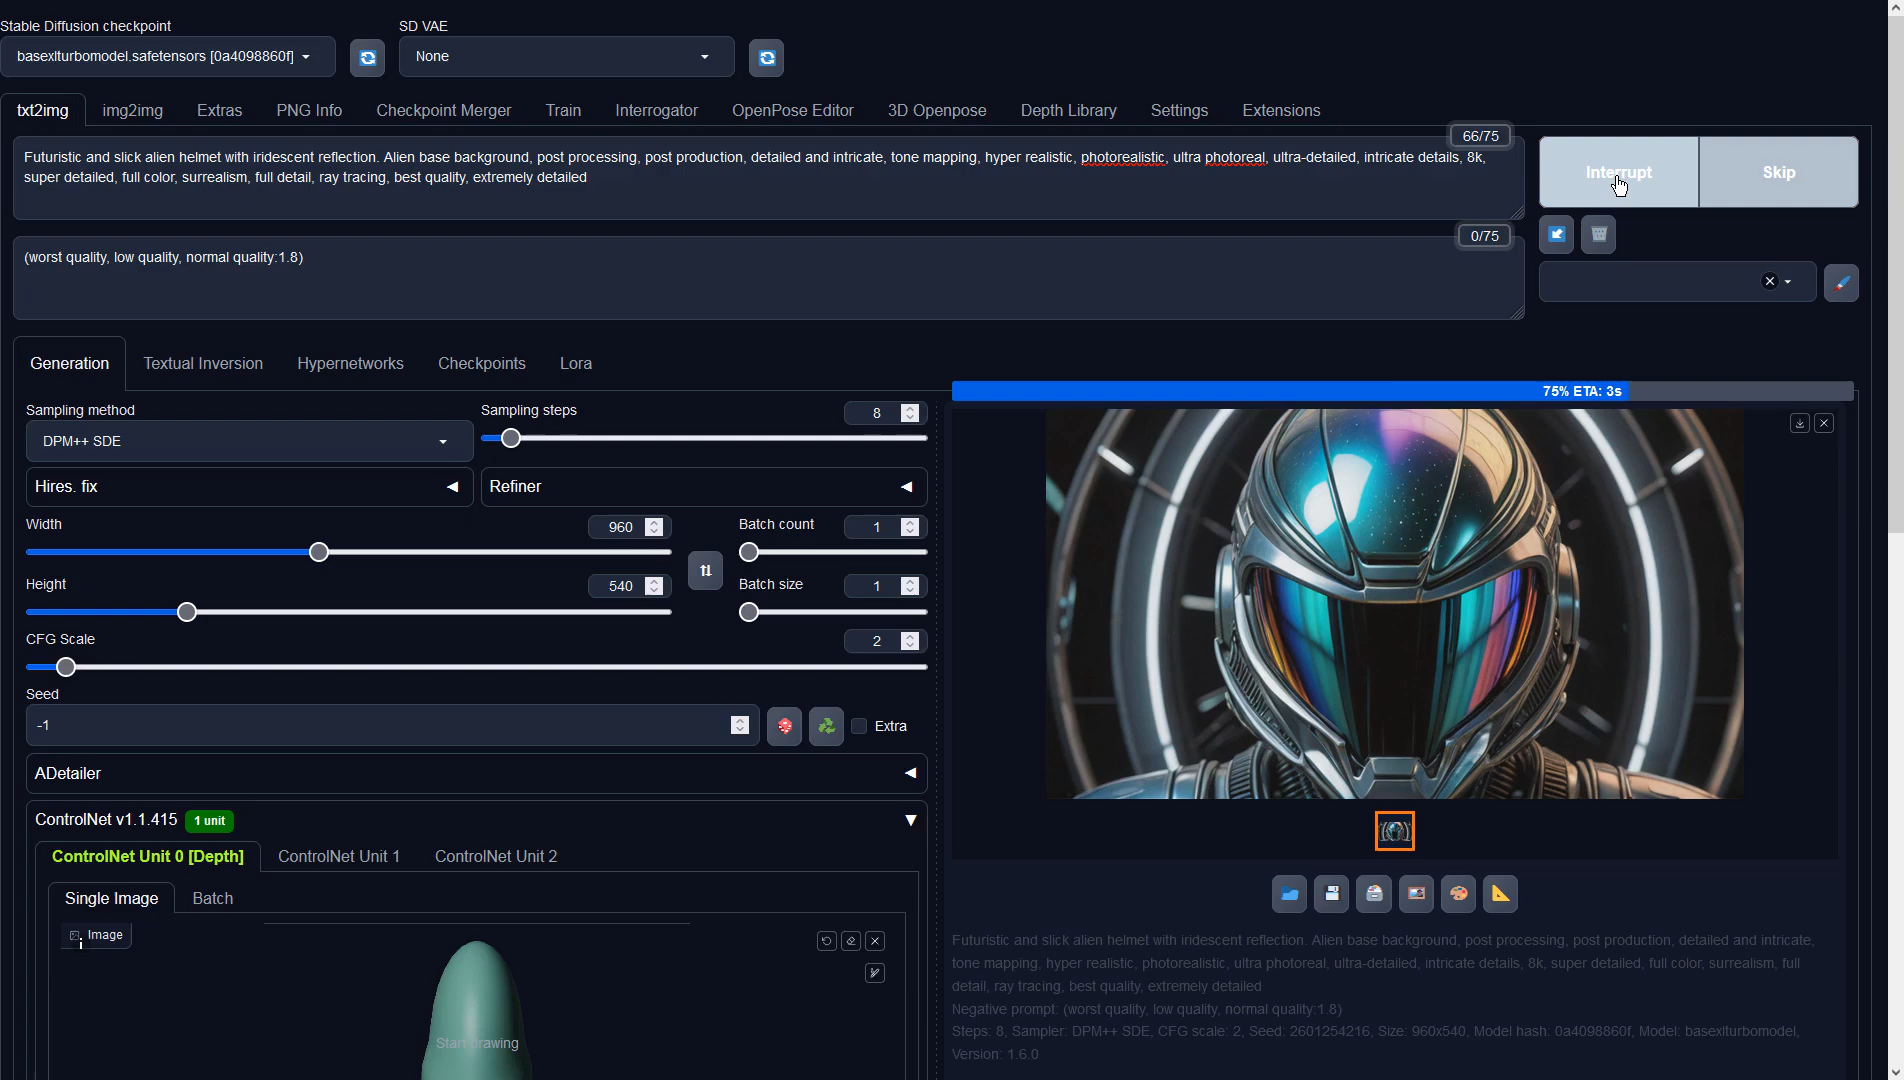 Stable Diffusion checkpoint
SD VAE
basexlturbomodel.safetensors [0a4098860f]
None
txt2img
img2img
Extras
PNG Info
Checkpoint Merger
Train
Interrogator
OpenPose Editor
3D Openpose
Depth Library
Settings
Extensions
66/75
Futuristic and slick alien helmet with iridescent reflection. Alien base background, post processing, post production, detailed and intricate, tone mapping, hyper realistic, photorealistic, ultra photoreal, ultra-detailed, intricate details, 8k,
super detailed, full color, surrealism, full detail, ray tracing, best quality, extremely detailed
Interrupt
Skip
0/75
(worst quality, low quality, normal quality:1.8)
Generation
Textual Inversion
Hypernetworks
Checkpoints
Lora
75% ETA: 3s
Sampling method
DPM++ SDE
Sampling steps
8
Hires. fix
Refiner
Width
960
Batch count
1
Height
540
Batch size
1
CFG Scale
2
Seed
-1
Extra
ADetailer
ControlNet v1.1.415
1 unit
ControlNet Unit 0 [Depth]
ControlNet Unit 1
ControlNet Unit 2
Single Image
Batch
Image
Start drawing
Futuristic and slick alien helmet with iridescent reflection. Alien base background, post processing, post production, detailed and intricate,
tone mapping, hyper realistic, photorealistic, ultra photoreal, ultra-detailed, intricate details, 8k, super detailed, full color, surrealism, full
detail, ray tracing, best quality, extremely detailed
Negative prompt: (worst quality, low quality, normal quality:1.8)
Steps: 8, Sampler: DPM++ SDE, CFG scale: 2, Seed: 2601254216, Size: 960x540, Model hash: 0a4098860f, Model: basexlturbomodel,
Version: 1.6.0